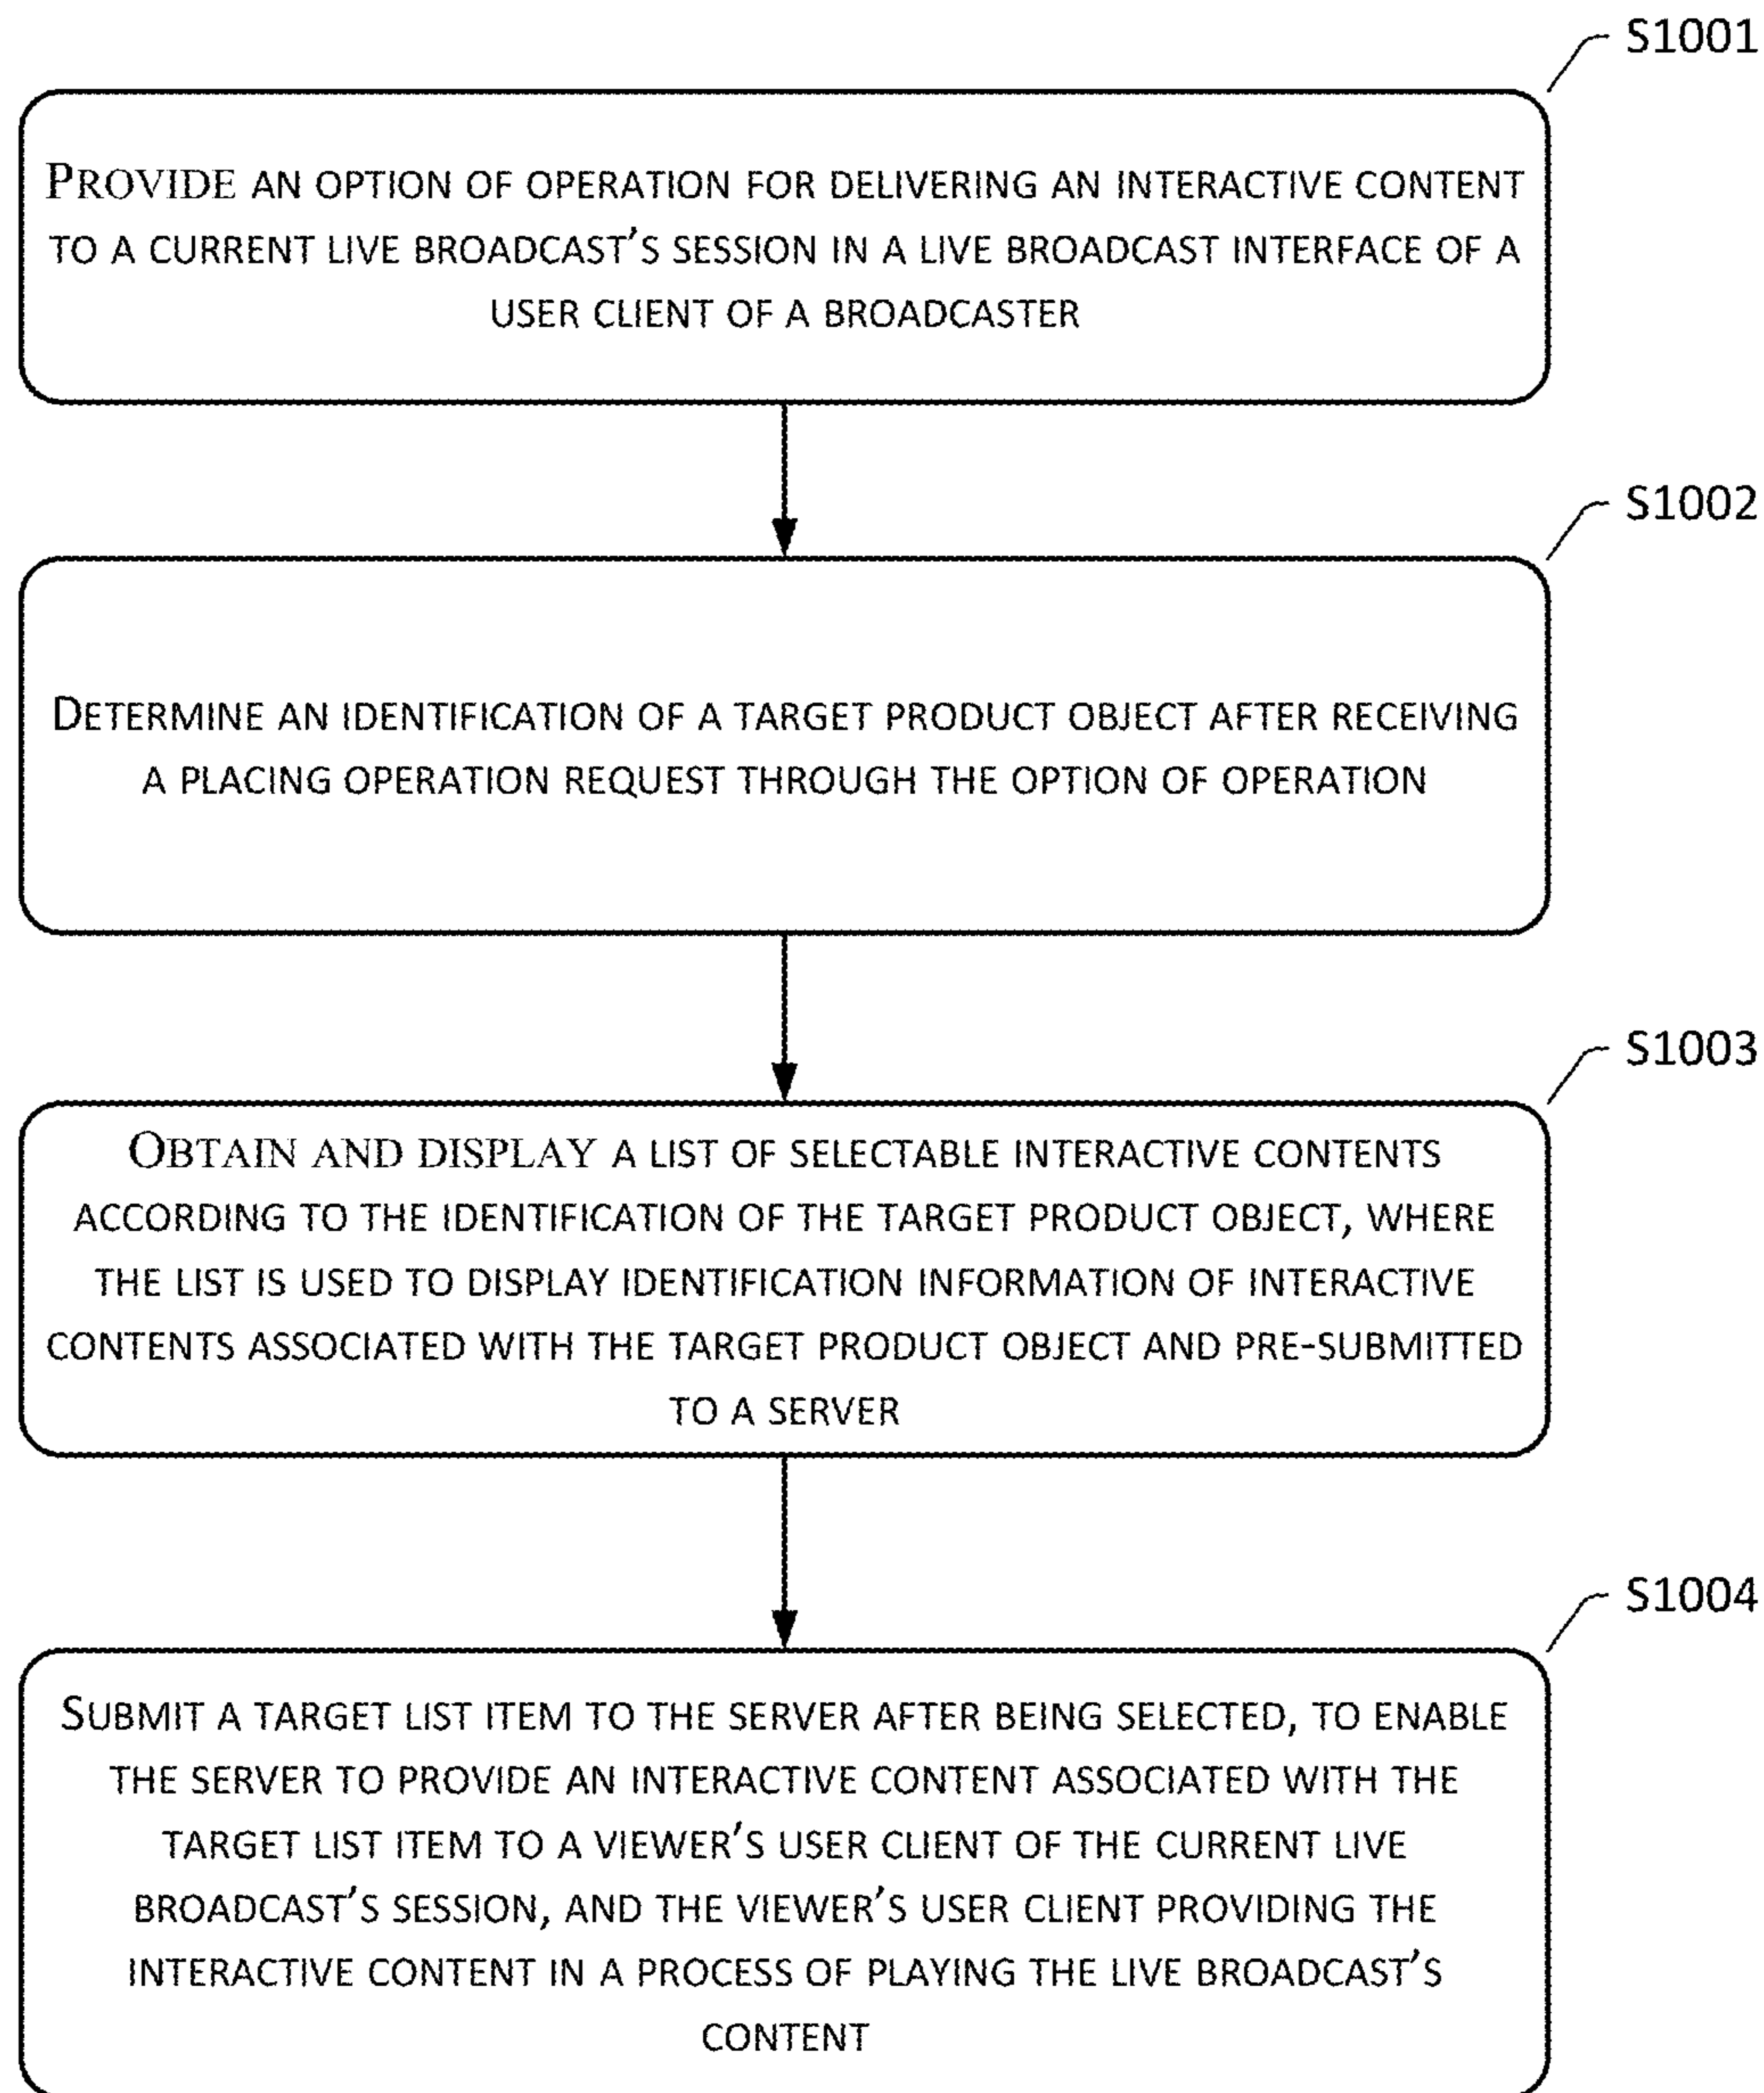 S1001
PROVIDE AN OPTION OF OPERATION FOR DELIVERING AN INTERACTIVE CONTENT
TO A CURRENT LIVE BROADCAST'S SESSION IN A LIVE BROADCAST INTERFACE OF A
USER CLIENT OF A BROADCASTER
S1002
DETERMINE AN IDENTIFICATION OF A TARGET PRODUCT OBJECT AFTER RECEIVING
A PLACING OPERATION REQUEST THROUGH THE OPTION OF OPERATION
S1003
OBTAIN AND DISPLAY A LIST OF SELECTABLE INTERACTIVE CONTENTS
ACCORDING TO THE IDENTIFICATION OF THE TARGET PRODUCT OBJECT, WHERE
THE LIST IS USED TO DISPLAY IDENTIFICATION INFORMATION OF INTERACTIVE
CONTENTS ASSOCIATED WITH THE TARGET PRODUCT OBJECT AND PRE-SUBMITTED
TO A SERVER
S1004
SUBMIT A TARGET LIST ITEM TO THE SERVER AFTER BEING SELECTED, TO ENABLE
THE SERVER TO PROVIDE AN INTERACTIVE CONTENT ASSOCIATED WITH THE
TARGET LIST ITEM TO A VIEWER'S USER CLIENT OF THE CURRENT LIVE
BROADCAST'S SESSION, AND THE VIEWER'S USER CLIENT PROVIDING THE
INTERACTIVE CONTENT IN A PROCESS OF PLAYING THE LIVE BROADCAST'S
CONTENT